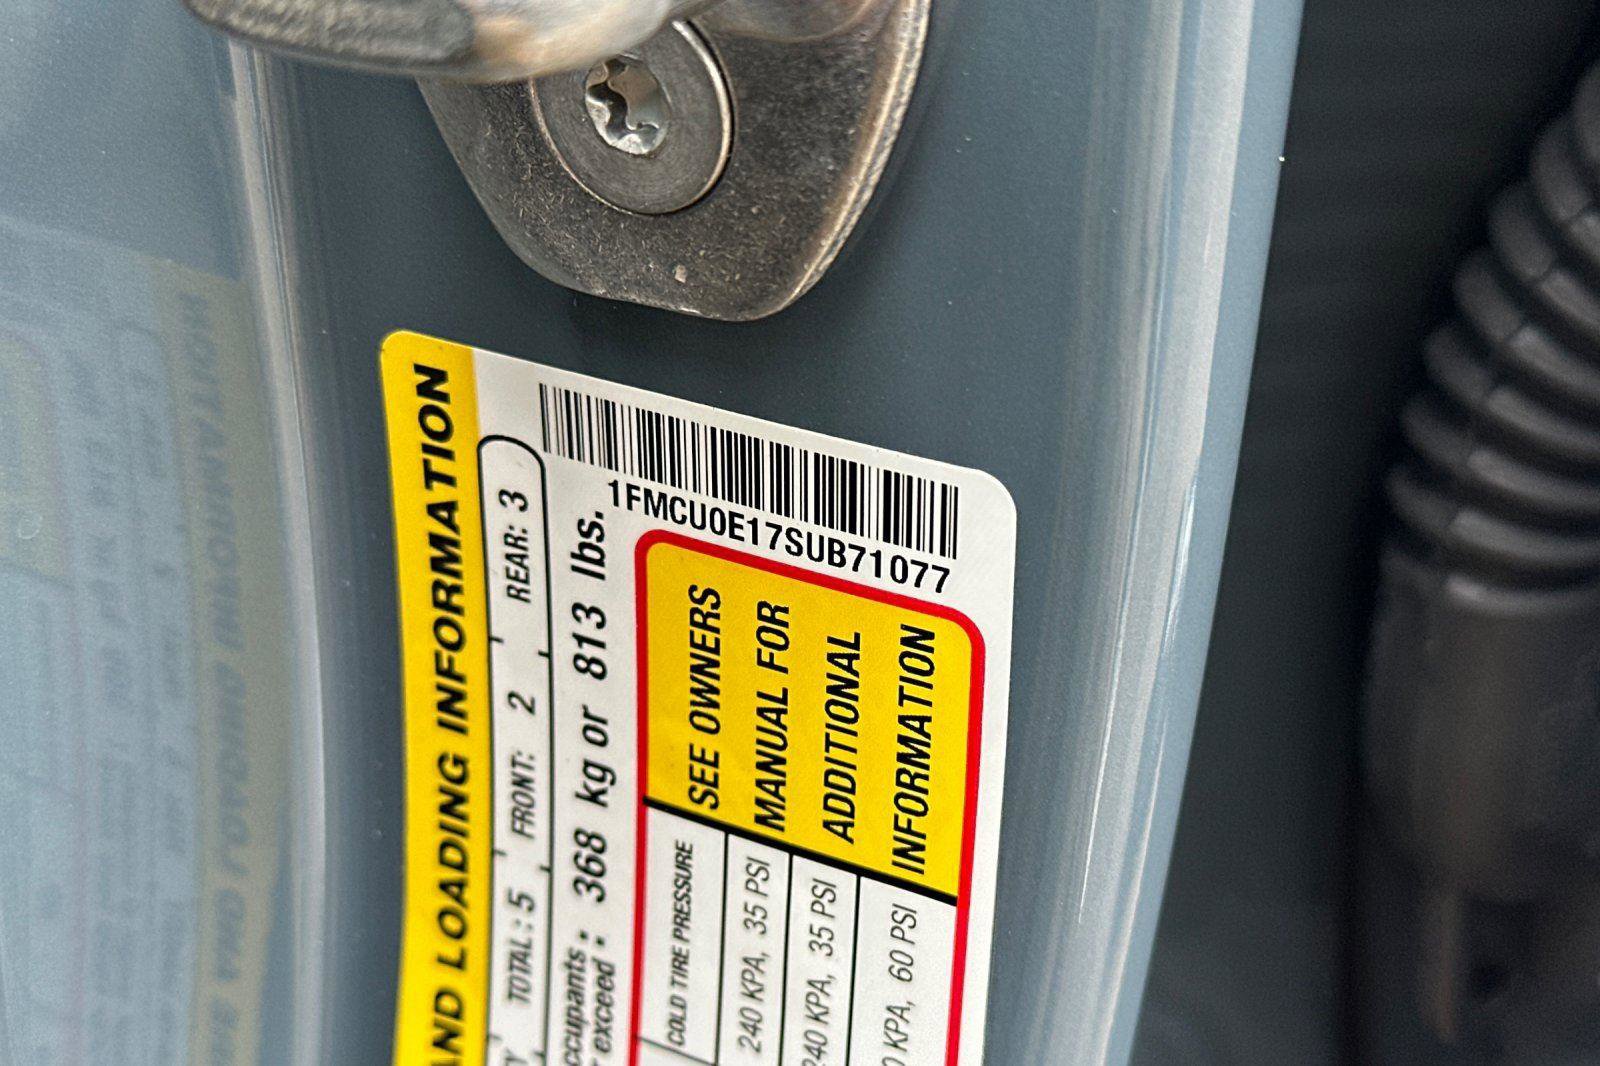 1FMCU0E17SUB71077
AND LOADING INFORMATION
TOTAL: 5 FRONT: 2 REAR: 3
368 kg or 813 lbs.
exceed:
SEE OWNERS
MANUAL FOR
ADDITIONAL
INFORMATION
COLD TIRE PRESSURE
240 KPA, 35 PSI
240 KPA, 35 PSI
KPA, 60 PSI